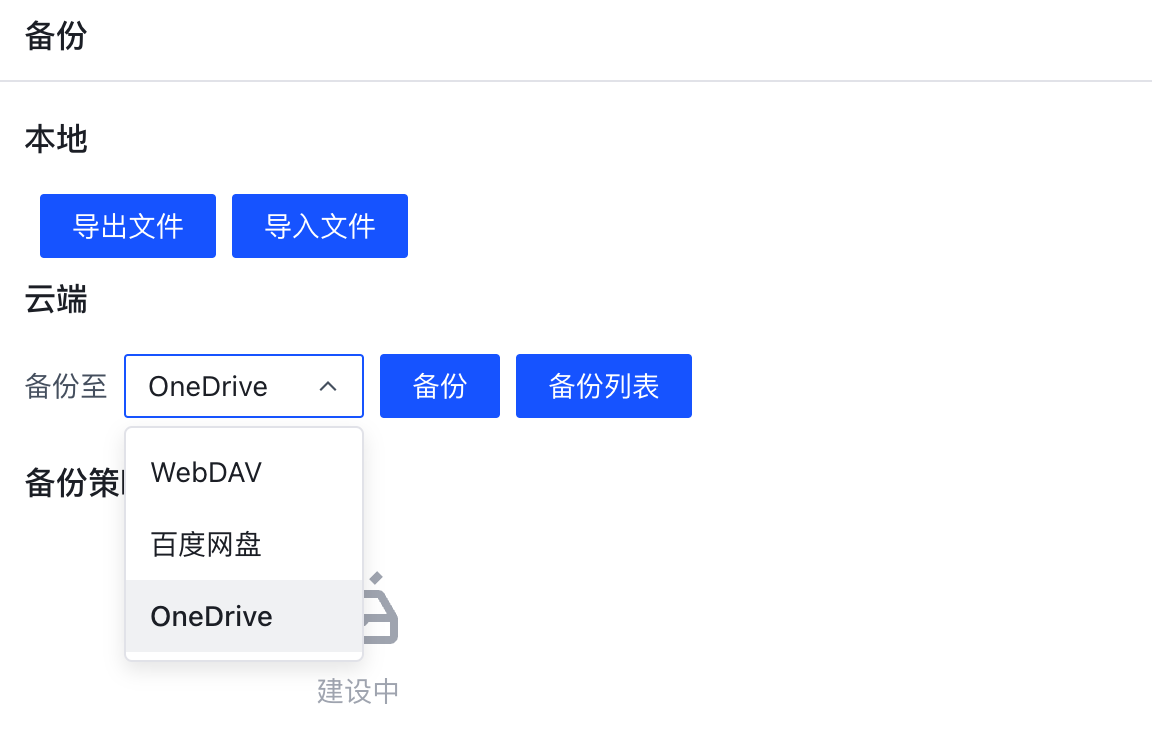 备份
本地
导出文件 导入文件
云端
备份至 OneDrive 备份 备份列表
WebDAV
备份策
百度网盘
OneDrive
建设中